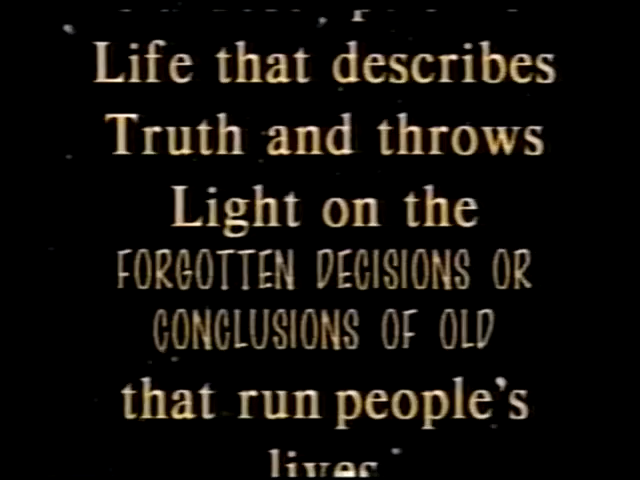 Life that describes
Truth and throws
Light on the
FORGOTTEN DECISIONS OR
CONCLUSIONS OF OLD
that run people's
lives